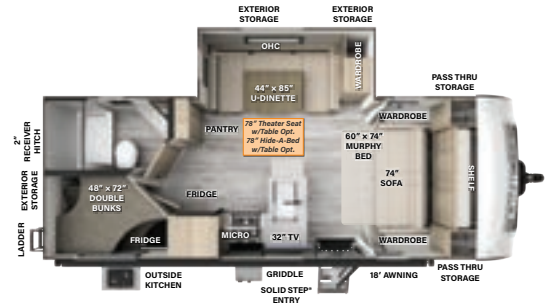 EXTERIOR
STORAGE
EXTERIOR
STORAGE
OHC
WARDROBE
44" × 85"
U-DINETTE
PASS THRU
STORAGE
WARDROBE
2"
RECEIVER
HITCH
PANTRY
78" Theater Seat
w/Table Opt.
78" Hide-A-Bed
w/Table Opt.
60" × 74"
MURPHY
BED
74"
SOFA
SHELF
EXTERIOR
STORAGE
48" × 72"
DOUBLE
BUNKS
FRIDGE
LADDER
FRIDGE
MICRO
32" TV
WARDROBE
OUTSIDE
KITCHEN
GRIDDLE
SOLID STEP®
ENTRY
18' AWNING
PASS THRU
STORAGE